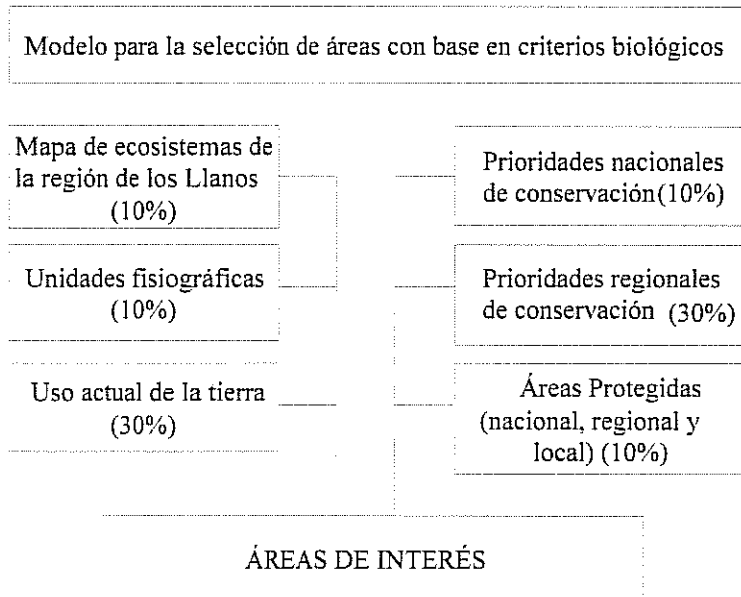 Modelo para la selección de áreas con base en criterios biológicos
Mapa de ecosistemas de
la región de los Llanos
(10%)
Unidades fisiográficas
(10%)
Uso actual de la tierra
(30%)
Prioridades nacionales
de conservación (10%)
Prioridades regionales
de conservación (30%)
Áreas Protegidas
(nacional, regional y
local) (10%)
ÁREAS DE INTERÉS